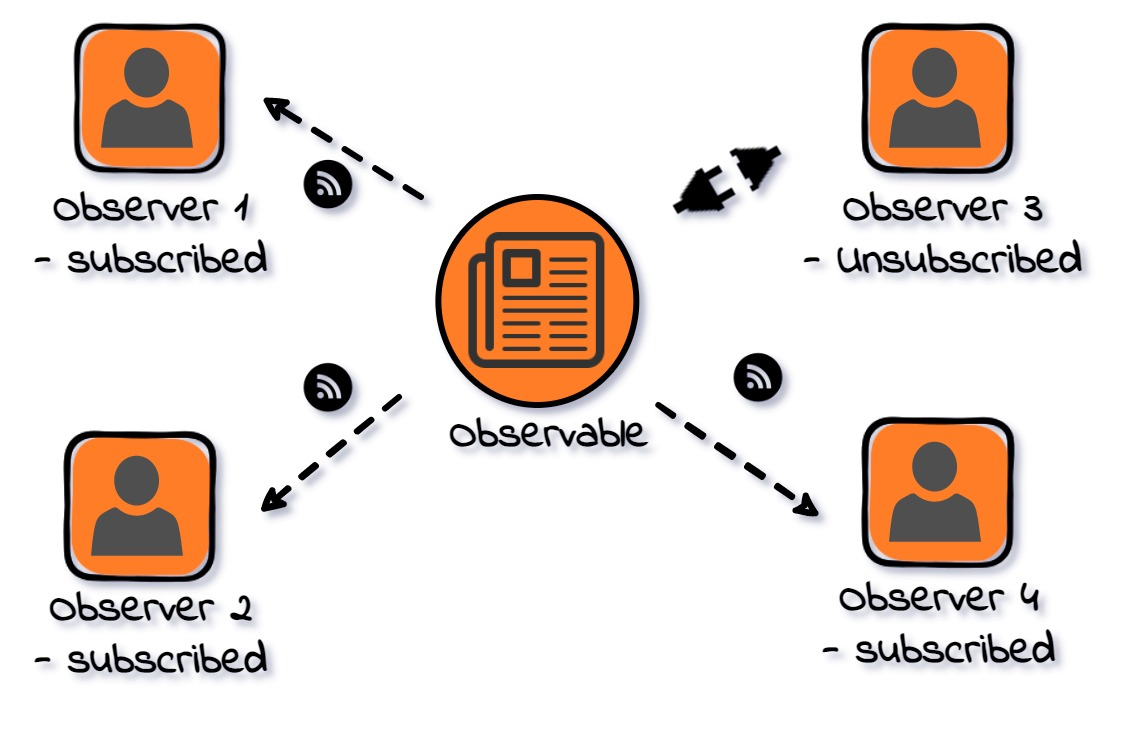 Observer 1
- subscribed
Observer 3
- unsubscribed
Observable
Observer 2
- subscribed
Observer 4
- subscribed